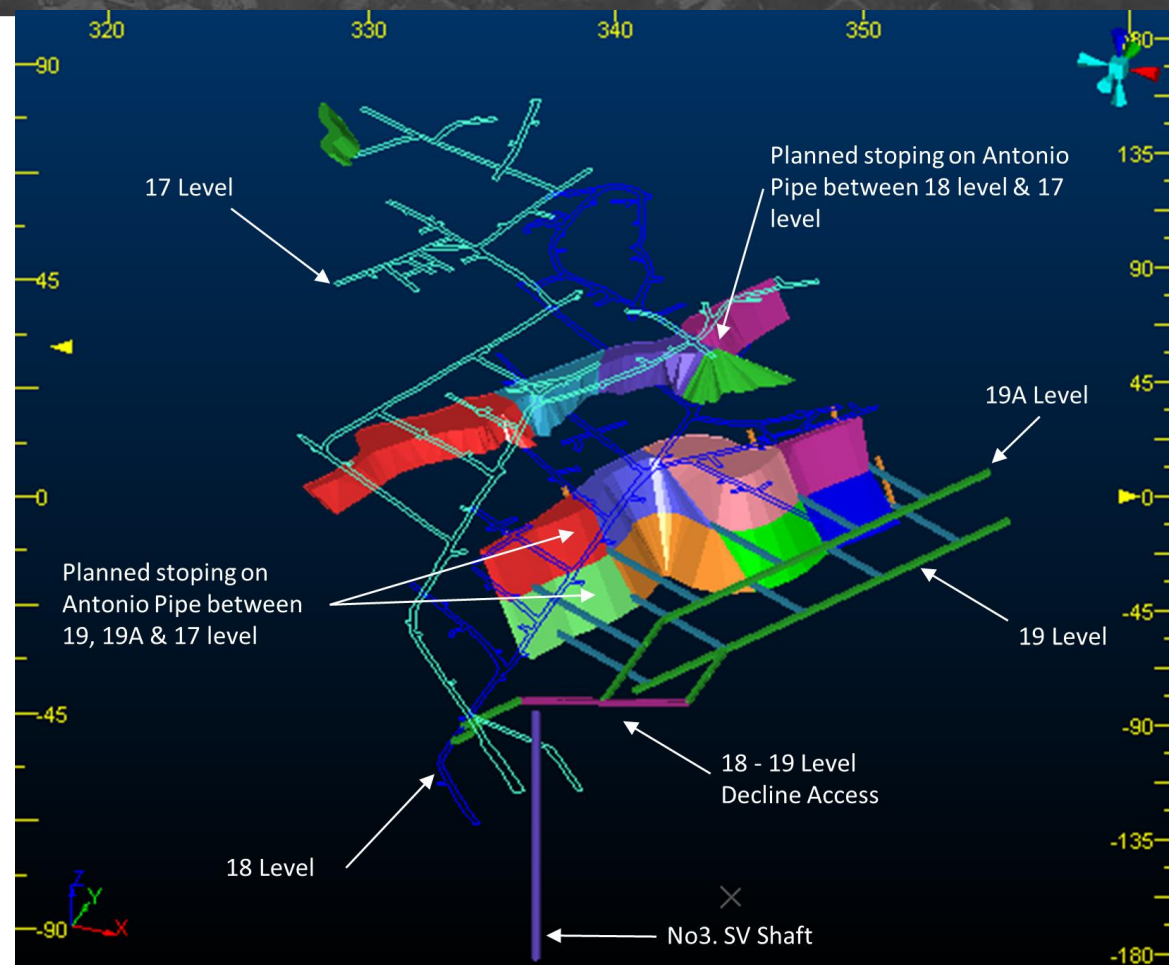 320
330
340
350
80
90
135
17 Level
Planned stoping on Antonio
Pipe between 18 level & 17
level
45
90
45
19A Level
0
0
Planned stoping on
Antonio Pipe between
19, 19A & 17 level
-45
19 Level
-45
-90
18 - 19 Level
Decline Access
-135
18 Level
Z
Y
X
-90
No3. SV Shaft
-180